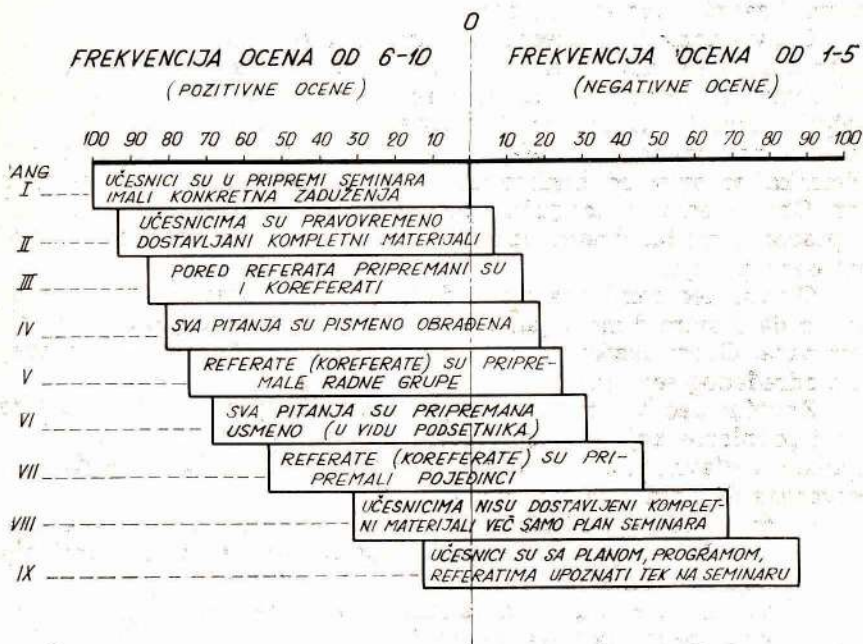 0
FREKVENCIJA OCENA OD 6-10
(POZITIVNE OCENE)
FREKVENCIJA OCENA OD 1-5
(NEGATIVNE OCENE)
100 90 80 70 60 50 40 30 20 10 10 20 30 40 50 60 70 80 90 100
ANG
I
UČESNICI SU U PRIPREMI SEMINARA
IMALI KONKRETNA ZADUŽENJA
II
UČESNICIMA SU PRAVOVREMENO
DOSTAVLJANI KOMPLETNI MATERIJALI
III
PORED REFERATA PRIPREMANI SU
I KOREFERATI
IV
SVA PITANJA SU PISMENO OBRAĐENA
V
REFERATE (KOREFERATE) SU PRIPRE-
MALE RADNE GRUPE
VI
SVA PITANJA SU PRIPREMANA
USMENO (U VIDU PODSETNIKA)
VII
REFERATE (KOREFERATE) SU PRI-
PREMALI POJEDINCI
VIII
UČESNICIMA NISU DOSTAVLJENI KOMPLET-
NI MATERIJALI VEČ SAMO PLAN SEMINARA
IX
UČESNICI SU SA PLANOM, PROGRAMOM,
REFERATIMA UPOZNATI TEK NA SEMINARU